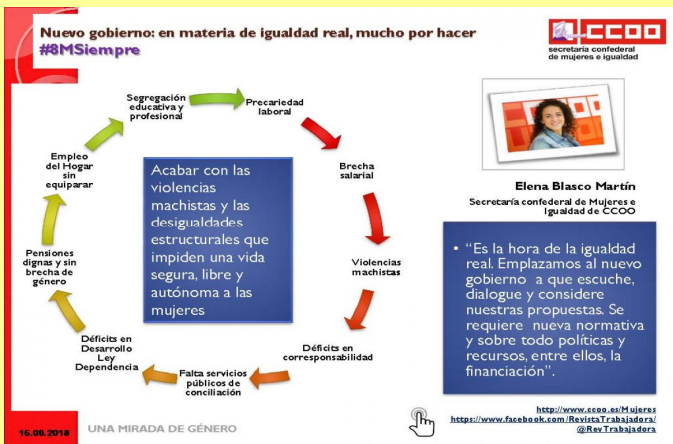 Nuevo gobierno: en materia de igualdad real, mucho por hacer
#8MSiempre
CCOO
secretaría confederal
de mujeres e igualdad
Segregación
educativa y
profesional
Precariedad
laboral
Brecha
salarial
Violencias
machistas
Déficits en
corresponsabilidad
Falta servicios
públicos de
conciliación
Déficits en
Desarrollo
Ley
Dependencia
Pensiones
dignas y sin
brecha de
género
Empleo
del Hogar
sin
equiparar
Acabar con las
violencias
machistas y las
desigualdades
estructurales que
impiden una vida
segura, libre y
autónoma a las
mujeres
Elena Blasco Martín
Secretaría confederal de Mujeres e
Igualdad de CCOO
• “Es la hora de la igualdad
real. Emplazamos al nuevo
gobierno a que escuche,
dialogue y considere
nuestras propuestas. Se
requiere nueva normativa
y sobre todo políticas y
recursos, entre ellos, la
financiación”.
http://www.ccoo.es/Mujeres
https://www.facebook.com/RevistaTrabajadora/
@RevTrabajadora
15.06.2018
UNA MIRADA DE GÉNERO